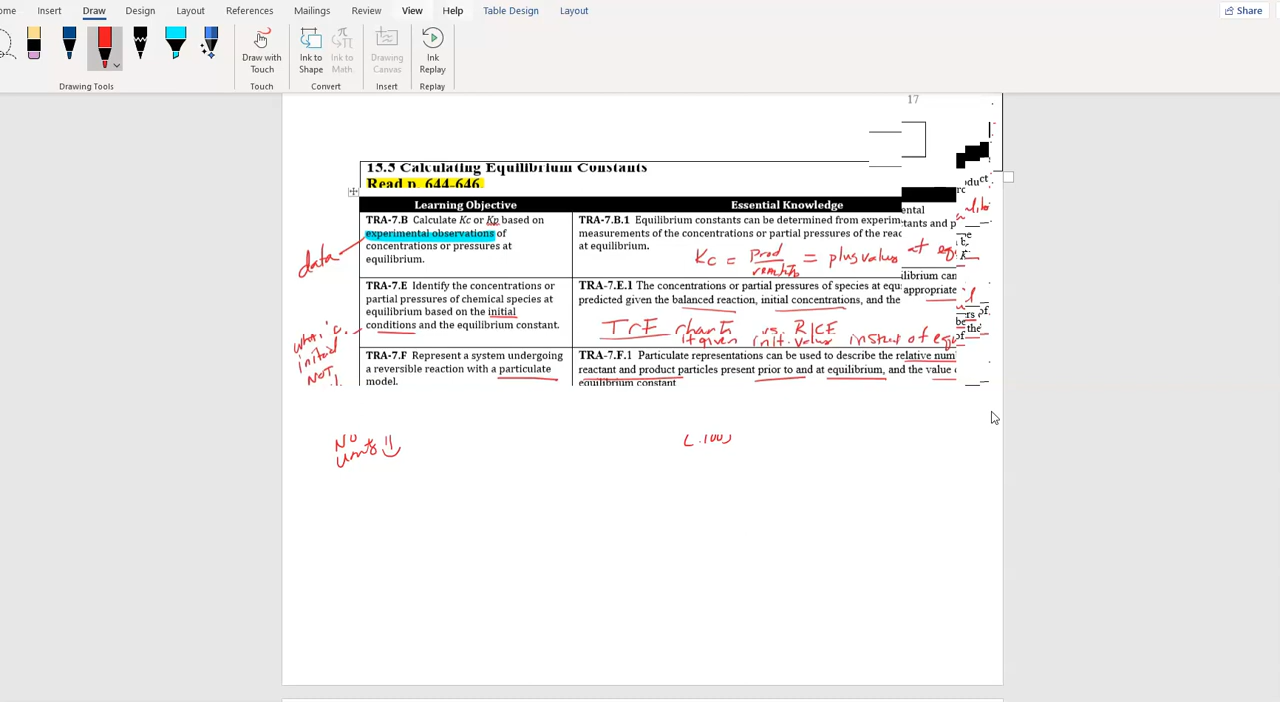 ome Insert Draw Design Layout References Mailings Review View Help Table Design Layout Share
Draw with Touch
Ink to Shape
Ink to Math
Drawing Canvas
Ink Replay
Drawing Tools Touch Convert Insert Replay
17
15.5 Calculating Equilibrium Constants
Read p. 644-646
Learning Objective
Essential Knowledge
TRA-7.B Calculate Kc or Kp based on
experimental observations of
concentrations or pressures at
equilibrium.
data
TRA-7.B.1 Equilibrium constants can be determined from experim
measurements of the concentrations or partial pressures of the reac
at equilibrium.
Kc = Prod = plug values at eq
TRA-7.E Identify the concentrations or
partial pressures of chemical species at
equilibrium based on the initial
conditions and the equilibrium constant.
initial
NOT
TRA-7.E.1 The concentrations or partial pressures of species at equ
predicted given the balanced reaction, initial concentrations, and the
appropriate
ICE chart vs. RICE
if given init. value instead of equ
TRA-7.F Represent a system undergoing
a reversible reaction with a particulate
model.
TRA-7.F.1 Particulate representations can be used to describe the relative num
reactant and product particles present prior to and at equilibrium, and the value
equilibrium constant
No
units